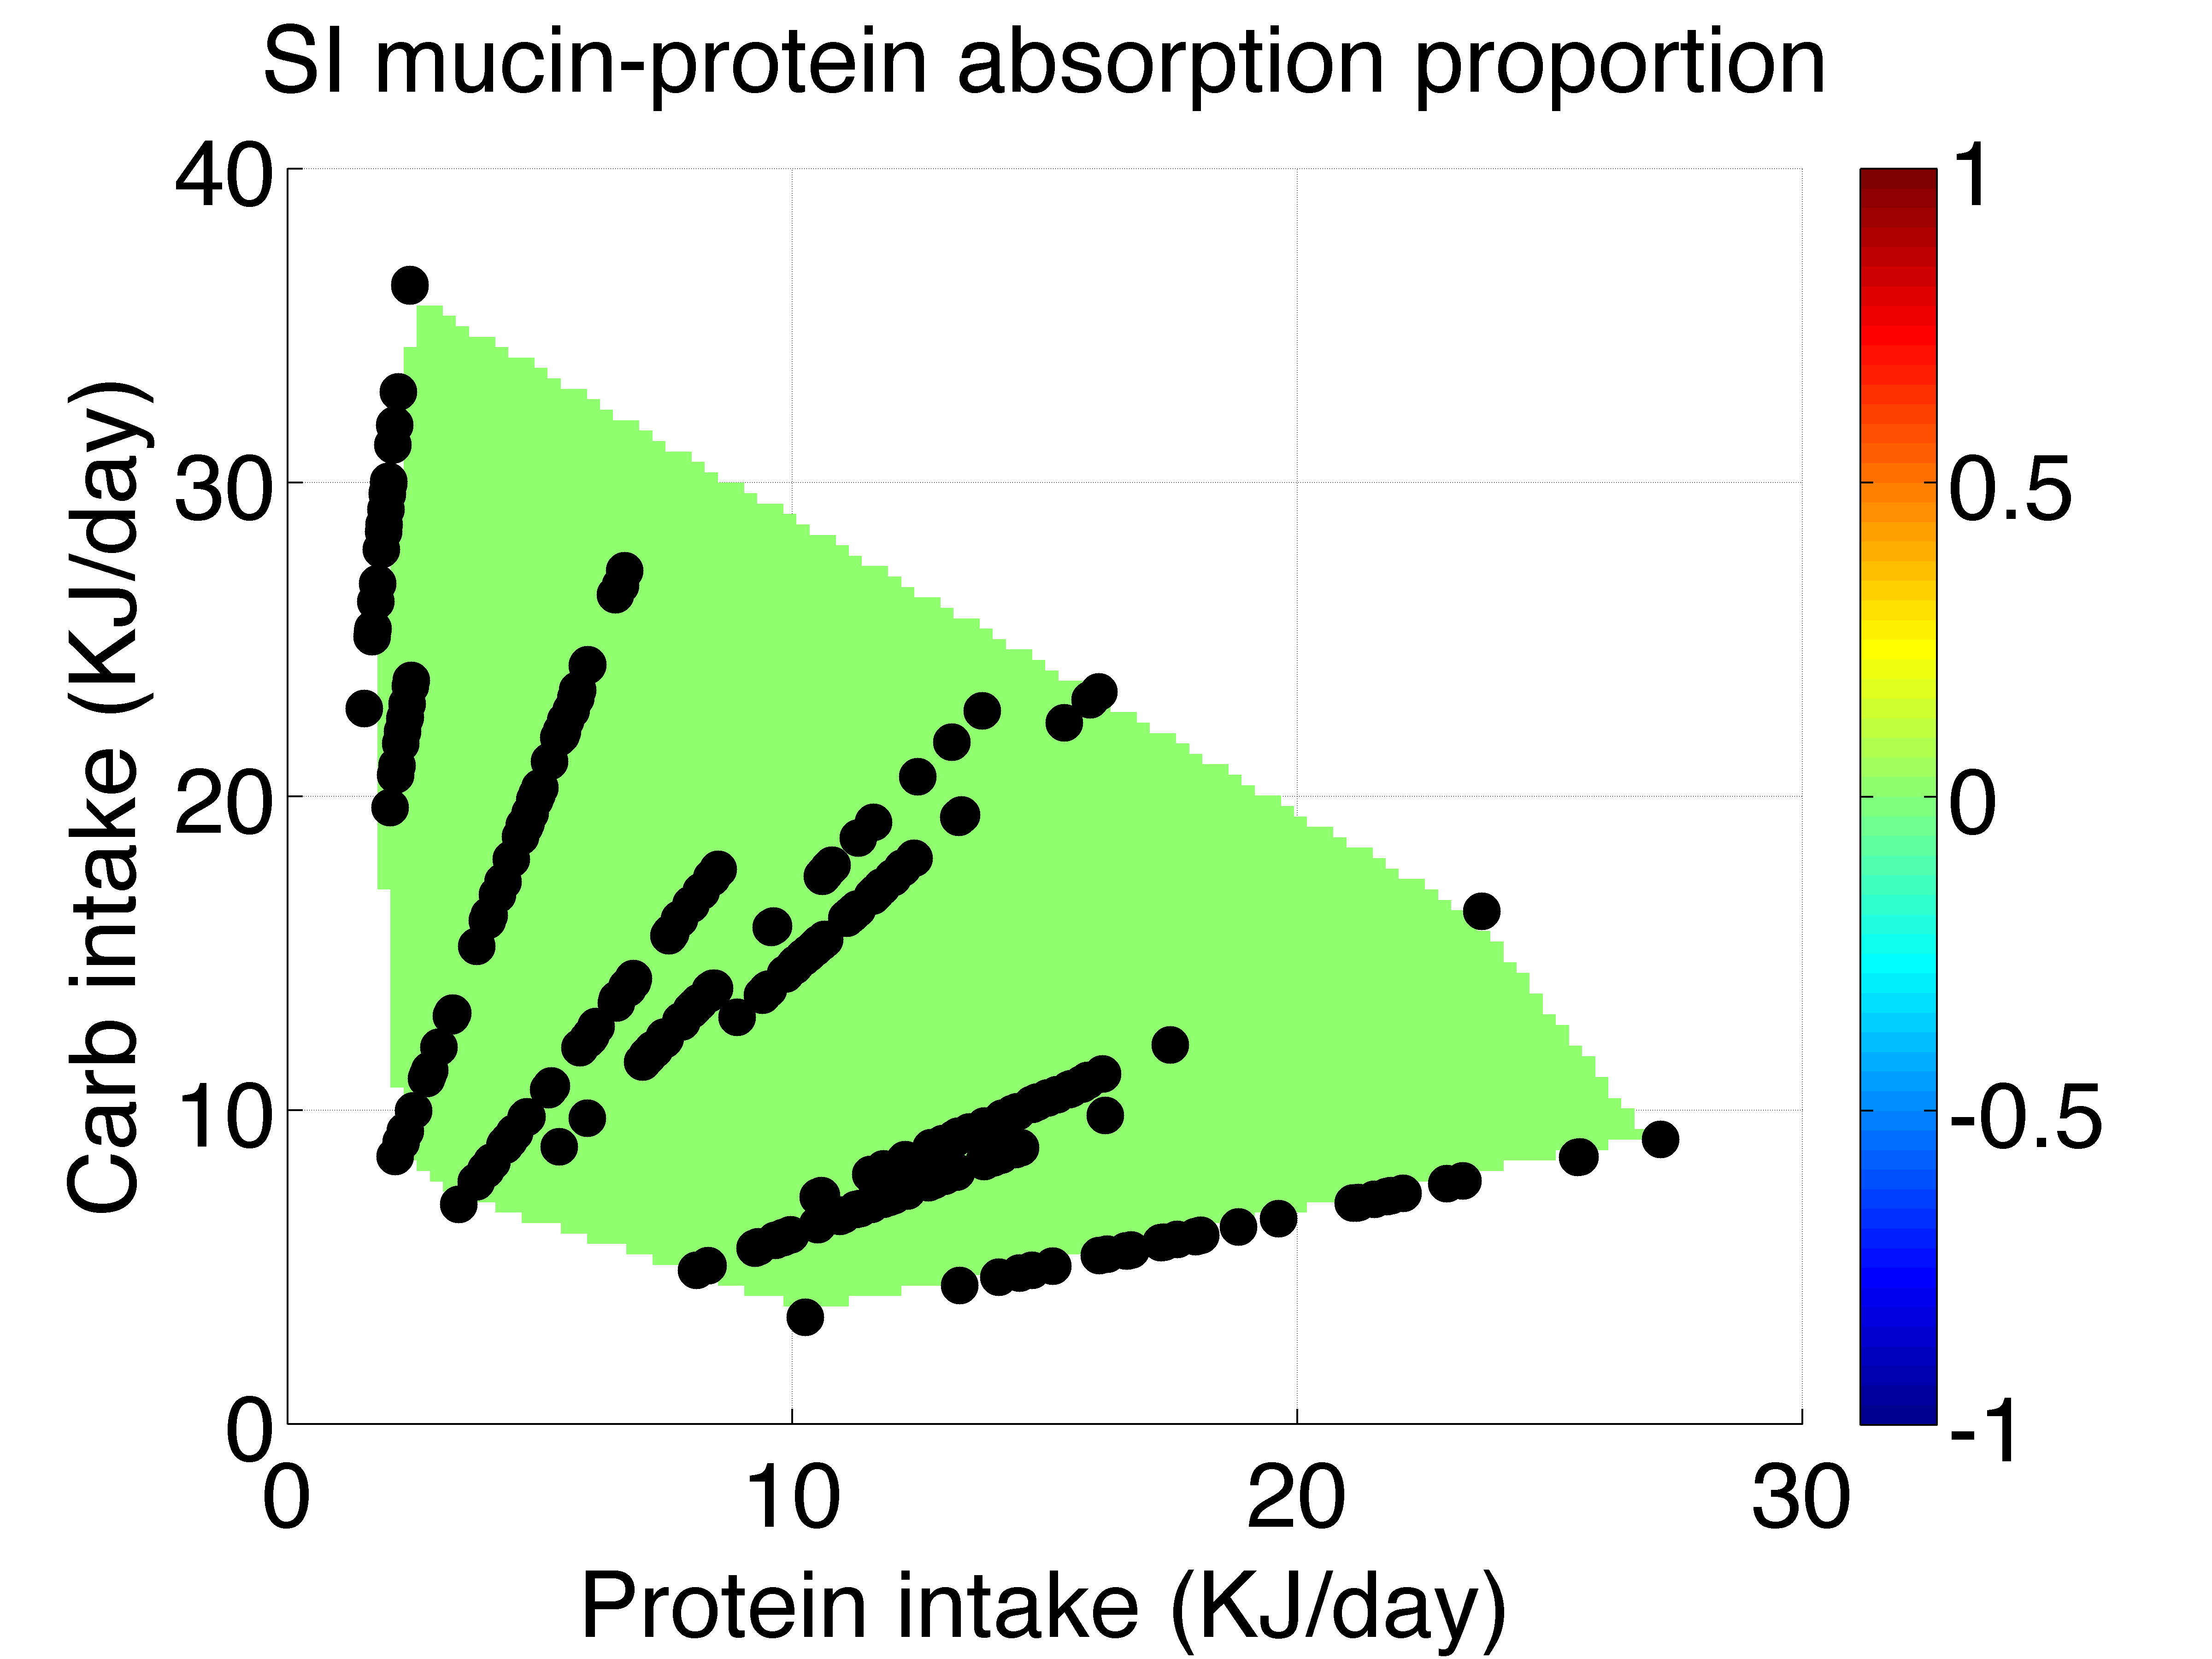 SI mucin-protein absorption proportion
40
30
20
10
0
Carb intake (KJ/day)
0 10 20 30
Protein intake (KJ/day)
1
0.5
0
-0.5
-1